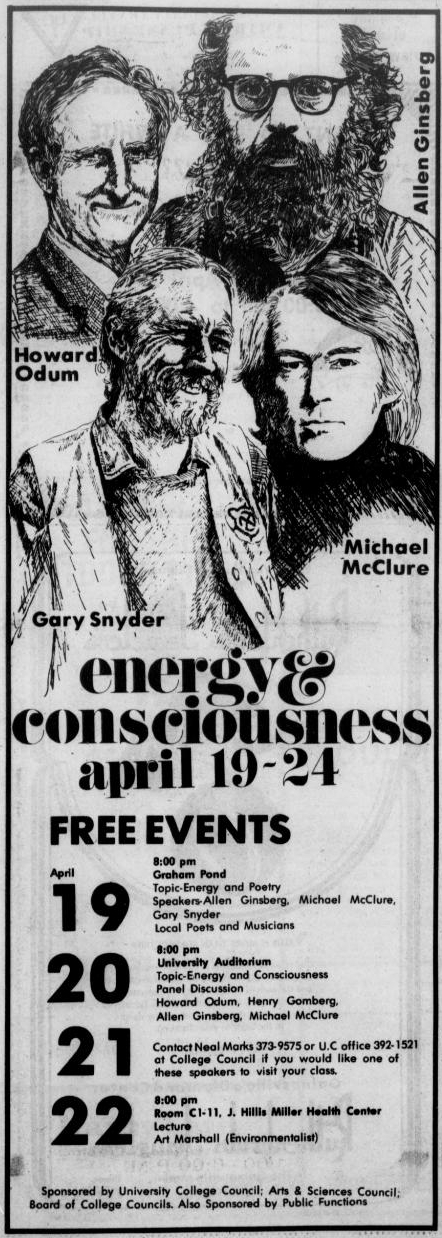 Allen Ginsberg
Howard
Odum
Michael
McClure
Gary Snyder
energy &
consciousness
april 19-24
FREE EVENTS
April
19
8:00 pm
Graham Pond
Topic-Energy and Poetry
Speakers-Allen Ginsberg, Michael McClure,
Gary Snyder
Local Poets and Musicians
20
8:00 pm
University Auditorium
Topic-Energy and Consciousness
Panel Discussion
Howard Odum, Henry Gomberg,
Allen Ginsberg, Michael McClure
21
Contact Neal Marks 373-9575 or U.C office 392-1521
at College Council if you would like one of
these speakers to visit your class.
22
8:00 pm
Room C1-11, J. Hillis Miller Health Center
Lecture
Art Marshall (Environmentalist)
Sponsored by University College Council; Arts & Sciences Council;
Board of College Councils. Also Sponsored by Public Functions